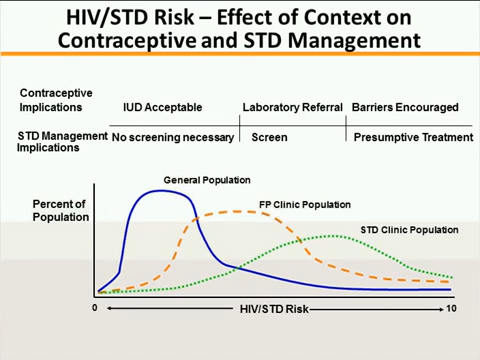 HIV/STD Risk – Effect of Context on
Contraceptive and STD Management
Contraceptive
Implications
IUD Acceptable
Laboratory Referral
Barriers Encouraged
STD Management
Implications
No screening necessary
Screen
Presumptive Treatment
General Population
Percent of
Population
FP Clinic Population
STD Clinic Population
0
HIV/STD Risk
10